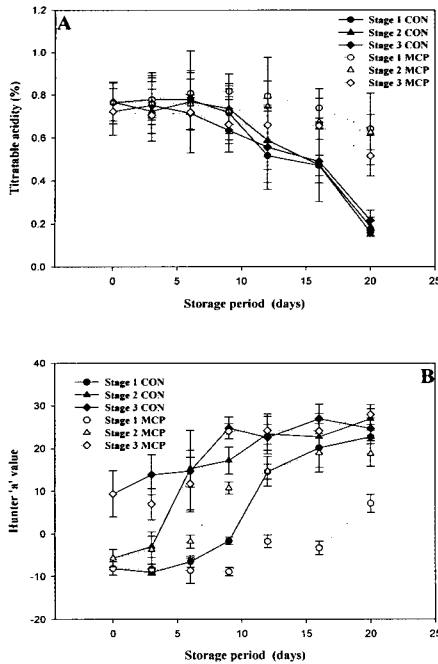 A
Titratable acidity (%)
1.2
1.0
0.8
0.6
0.4
0.2
0.0
Stage 1 CON
Stage 2 CON
Stage 3 CON
Stage 1 MCP
Stage 2 MCP
Stage 3 MCP
0 5 10 15 20 25
Storage period (days)
B
Hunter 'a' value
40
30
20
10
0
-10
-20
Stage 1 CON
Stage 2 CON
Stage 3 CON
Stage 1 MCP
Stage 2 MCP
Stage 3 MCP
0 5 10 15 20 25
Storage period (days)